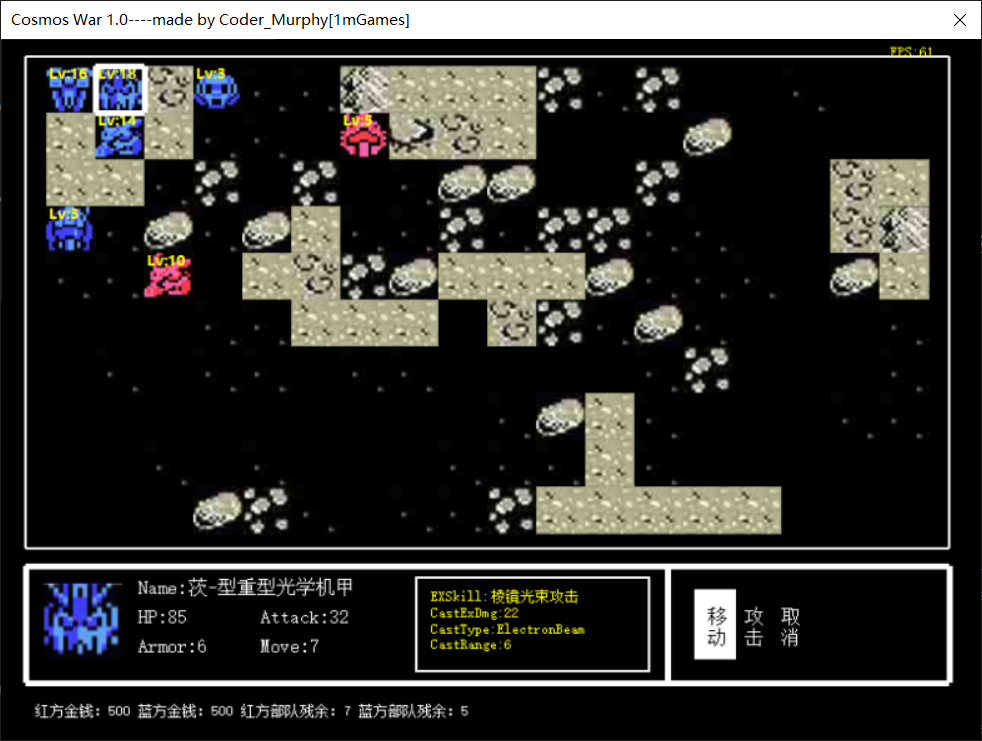 Cosmos War 1.0----made by Coder_Murphy[1mGames]
FPS:61
Lv:16 Lv:18 Lv:3
Lv:14 Lv:5
Lv:3
Lv:10
Name:茨-型重型光学机甲
HP:85 Attack:32
Armor:6 Move:7
EXSkill:棱镜光束攻击
CastExDmg:22
CastType:ElectronBeam
CastRange:6
移动 攻击 取消
红方金钱: 500 蓝方金钱: 500 红方部队残余: 7 蓝方部队残余: 5